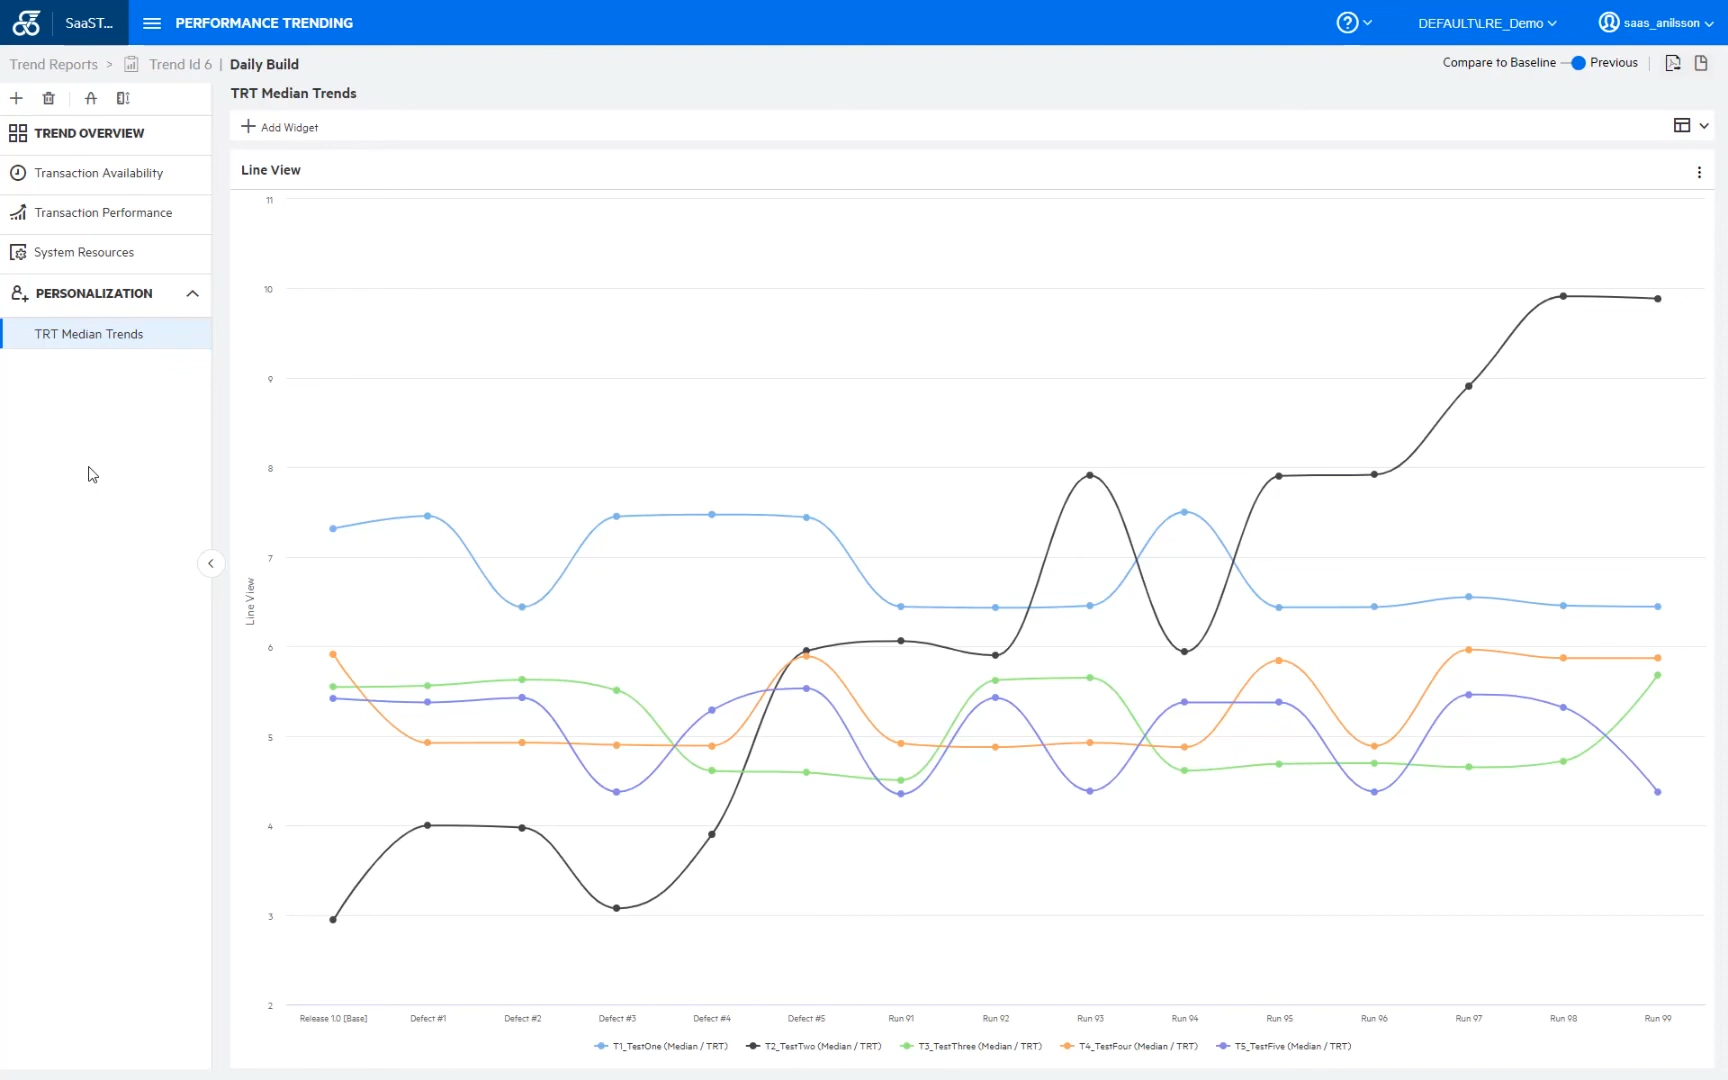 SaaST...
PERFORMANCE TRENDING
DEFAULT\LRE_Demo
saas_anilsson
Trend Reports > Trend Id 6 | Daily Build
Compare to Baseline Previous
TRT Median Trends
Add Widget
TREND OVERVIEW
Transaction Availability
Transaction Performance
System Resources
PERSONALIZATION
TRT Median Trends
Line View
11
10
9
8
7
6
5
4
3
2
Line View
Release 1.0 [Base] Defect #1 Defect #2 Defect #3 Defect #4 Defect #5 Run 91 Run 92 Run 93 Run 94 Run 95 Run 96 Run 97 Run 98 Run 99
T1_TestOne (Median / TRT) T2_TestTwo (Median / TRT) T3_TestThree (Median / TRT) T4_TestFour (Median / TRT) T5_TestFive (Median / TRT)